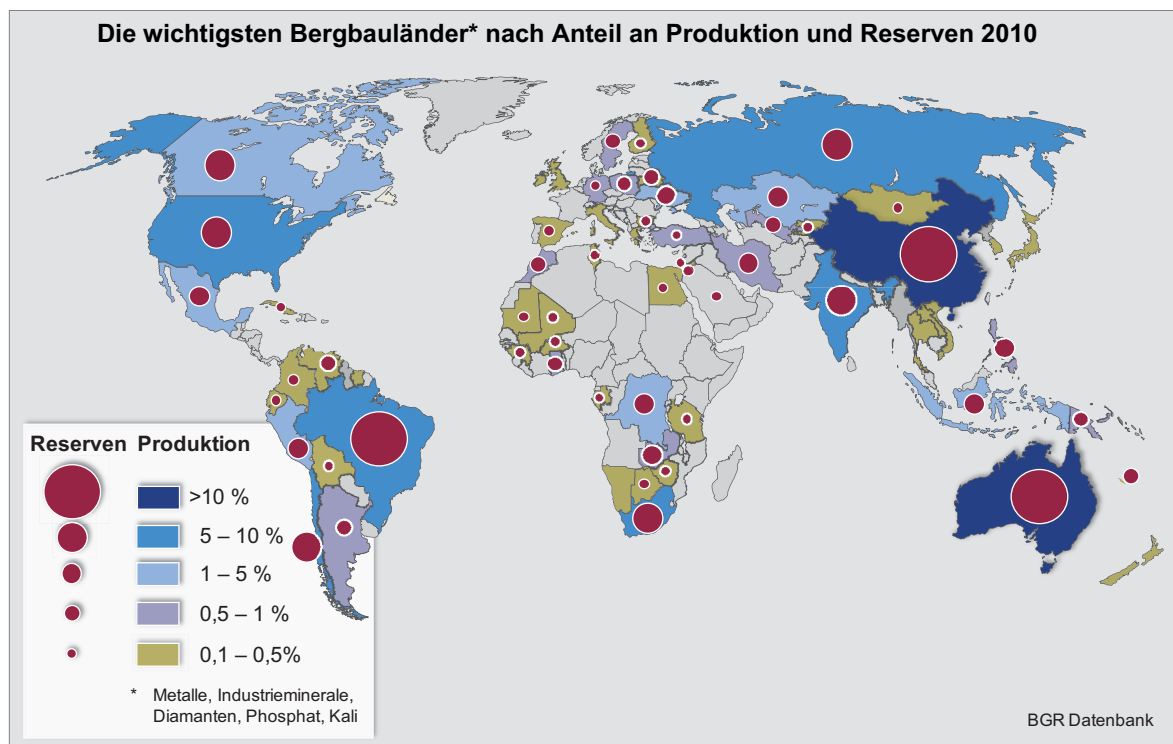 Die wichtigsten Bergbauländer* nach Anteil an Produktion und Reserven 2010
Reserven Produktion
>10 %
5 – 10 %
1 – 5 %
0,5 – 1 %
0,1 – 0,5%
* Metalle, Industrieminerale,
Diamanten, Phosphat, Kali
BGR Datenbank